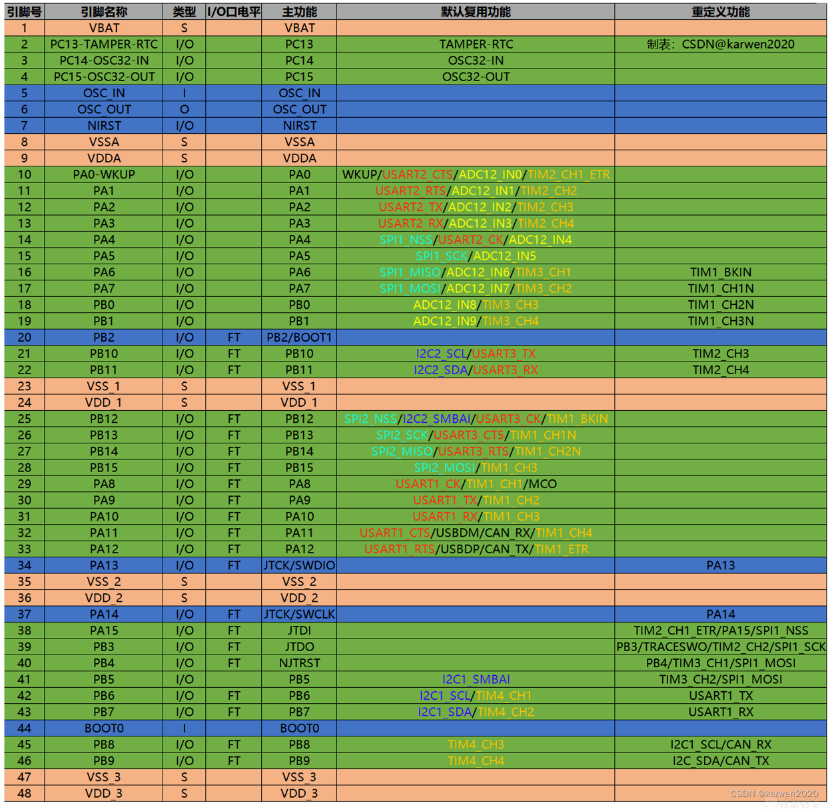 引脚号 引脚名称 类型 I/O口电平 主功能 默认复用功能 重定义功能
1 VBAT S VBAT
2 PC13-TAMPER-RTC I/O PC13 TAMPER-RTC 制表：CSDN@karwen2020
3 PC14-OSC32-IN I/O PC14 OSC32-IN
4 PC15-OSC32-OUT I/O PC15 OSC32-OUT
5 OSC_IN I OSC_IN
6 OSC_OUT O OSC_OUT
7 NIRST I/O NIRST
8 VSSA S VSSA
9 VDDA S VDDA
10 PA0-WKUP I/O PA0 WKUP/USART2_CTS/ADC12_IN0/TIM2_CH1_ETR
11 PA1 I/O PA1 USART2_RTS/ADC12_IN1/TIM2_CH2
12 PA2 I/O PA2 USART2_TX/ADC12_IN2/TIM2_CH3
13 PA3 I/O PA3 USART2_RX/ADC12_IN3/TIM2_CH4
14 PA4 I/O PA4 SPI1_NSS/USART2_CK/ADC12_IN4
15 PA5 I/O PA5 SPI1_SCK/ADC12_IN5
16 PA6 I/O PA6 SPI1_MISO/ADC12_IN6/TIM3_CH1 TIM1_BKIN
17 PA7 I/O PA7 SPI1_MOSI/ADC12_IN7/TIM3_CH2 TIM1_CH1N
18 PB0 I/O PB0 ADC12_IN8/TIM3_CH3 TIM1_CH2N
19 PB1 I/O PB1 ADC12_IN9/TIM3_CH4 TIM1_CH3N
20 PB2 I/O FT PB2/BOOT1
21 PB10 I/O FT PB10 I2C2_SCL/USART3_TX TIM2_CH3
22 PB11 I/O FT PB11 I2C2_SDA/USART3_RX TIM2_CH4
23 VSS_1 S VSS_1
24 VDD_1 S VDD_1
25 PB12 I/O FT PB12 SPI2_NSS/I2C2_SMBAI/USART3_CK/TIM1_BKIN
26 PB13 I/O FT PB13 SPI2_SCK/USART3_CT5/TIM1_CH1N
27 PB14 I/O FT PB14 SPI2_MISO/USART3_RTS/TIM1_CH2N
28 PB15 I/O FT PB15 SPI2_MOSI/TIM1_CH3
29 PA8 I/O FT PA8 USART1_CK/TIM1_CH1/MCO
30 PA9 I/O FT PA9 USART1_TX/TIM1_CH2
31 PA10 I/O FT PA10 USART1_RX/TIM1_CH3
32 PA11 I/O FT PA11 USART1_CTS/USBDM/CAN_RX/TIM1_CH4
33 PA12 I/O FT PA12 USART1_RTS/USBDP/CAN_TX/TIM1_ETR
34 PA13 I/O FT JTCK/SWDIO PA13
35 VSS_2 S VSS_2
36 VDD_2 S VDD_2
37 PA14 I/O FT JTCK/SWCLK PA14
38 PA15 I/O FT JTDI TIM2_CH1_ETR/PA15/SPI1_NSS
39 PB3 I/O FT JTDO PB3/TRACESWO/TIM2_CH2/SPI1_SCK
40 PB4 I/O FT NJTRST PB4/TIM3_CH1/SPI1_MOSI
41 PB5 I/O PB5 I2C1_SMBAI TIM3_CH2/SPI1_MOSI
42 PB6 I/O FT PB6 I2C1_SCL/TIM4_CH1 USART1_TX
43 PB7 I/O FT PB7 I2C1_SDA/TIM4_CH2 USART1_RX
44 BOOT0 I BOOT0
45 PB8 I/O FT PB8 TIM4_CH3 I2C1_SCL/CAN_RX
46 PB9 I/O FT PB9 TIM4_CH4 I2C_SDA/CAN_TX
47 VSS_3 S VSS_3
48 VDD_3 S VDD_3
CSDN @karwen2020